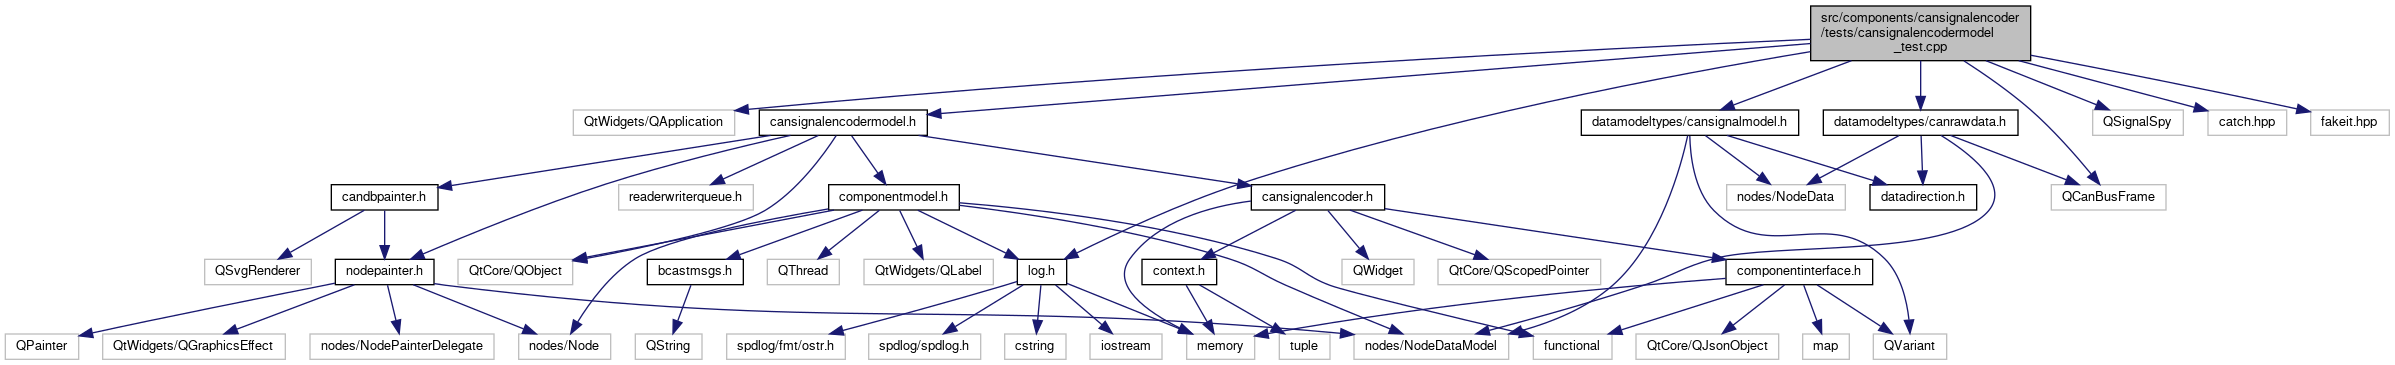 src/components/cansignalencoder
/tests/cansignalencodermodel
_test.cpp
QtWidgets/QApplication
cansignalencodermodel.h
datamodeltypes/cansignalmodel.h
datamodeltypes/canrawdata.h
QSignalSpy
catch.hpp
fakeit.hpp
candbpainter.h
readerwriterqueue.h
componentmodel.h
cansignalencoder.h
nodes/NodeData
datadirection.h
QCanBusFrame
QSvgRenderer
nodepainter.h
QtCore/QObject
bcastmsgs.h
QThread
QtWidgets/QLabel
log.h
context.h
QWidget
QtCore/QScopedPointer
componentinterface.h
QPainter
QtWidgets/QGraphicsEffect
nodes/NodePainterDelegate
nodes/Node
QString
spdlog/fmt/ostr.h
spdlog/spdlog.h
cstring
iostream
memory
tuple
nodes/NodeDataModel
functional
QtCore/QJsonObject
map
QVariant